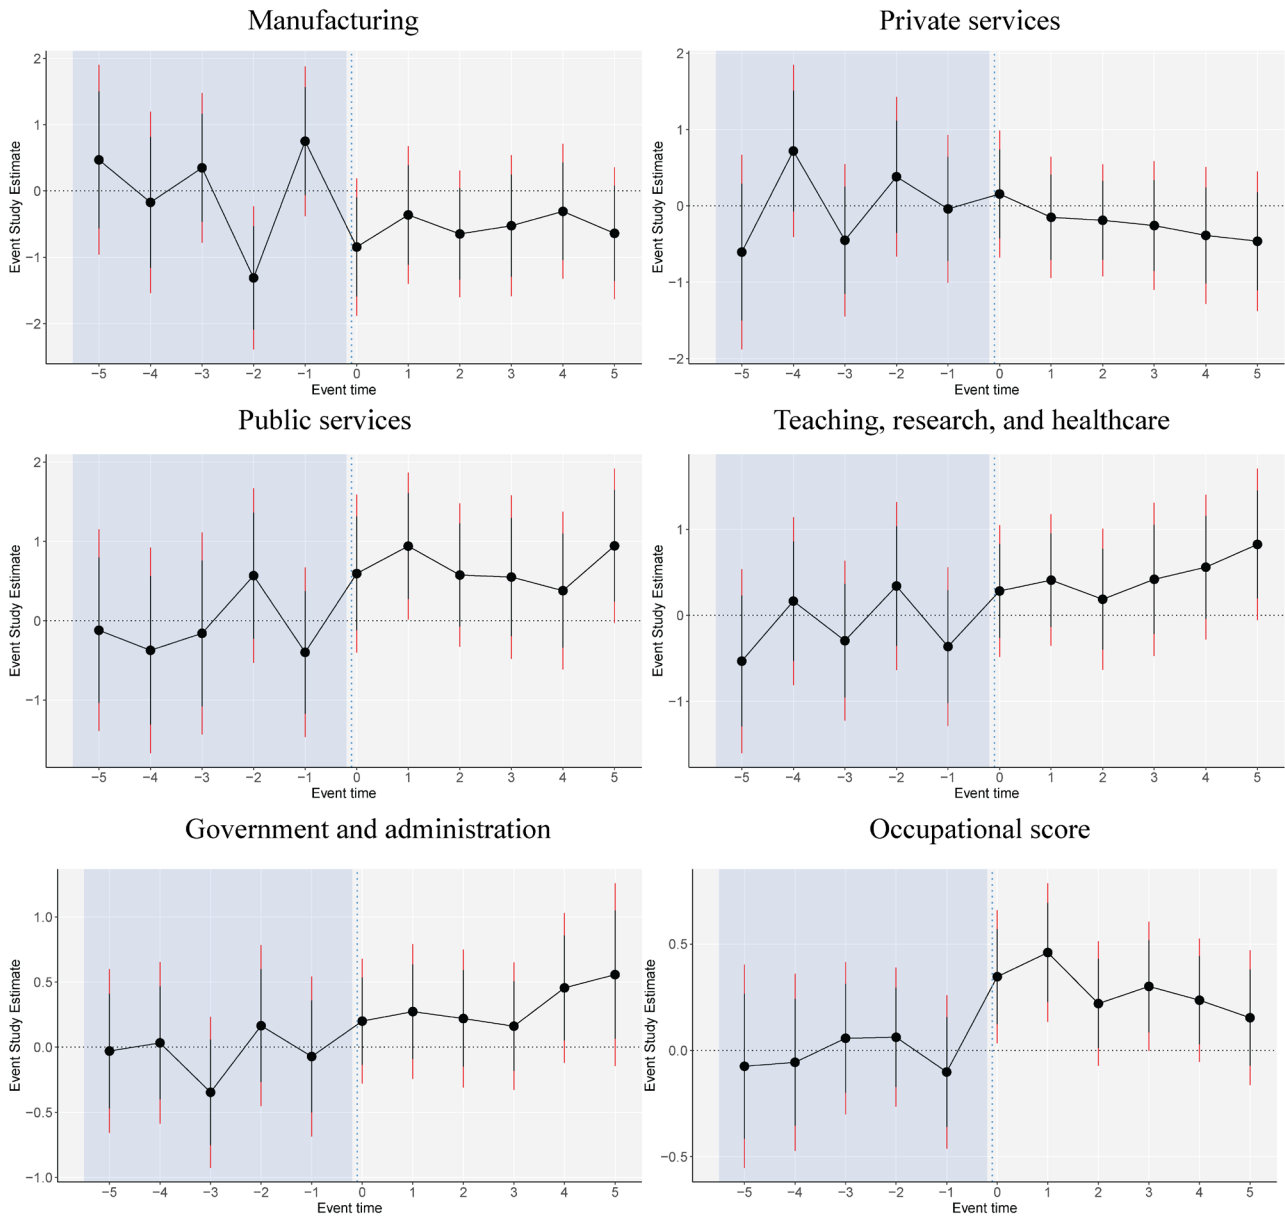 Manufacturing
Event Study Estimate
2
1
0
−1
−2
−5 −4 −3 −2 −1 0 1 2 3 4 5
Event time
Private services
Event Study Estimate
2
1
0
−1
−2
−5 −4 −3 −2 −1 0 1 2 3 4 5
Event time
Public services
Event Study Estimate
2
1
0
−1
−5 −4 −3 −2 −1 0 1 2 3 4 5
Event time
Teaching, research, and healthcare
Event Study Estimate
1
0
−1
−5 −4 −3 −2 −1 0 1 2 3 4 5
Event time
Government and administration
Event Study Estimate
1.0
0.5
0.0
−0.5
−1.0
−5 −4 −3 −2 −1 0 1 2 3 4 5
Event time
Occupational score
Event Study Estimate
0.5
0.0
−0.5
−5 −4 −3 −2 −1 0 1 2 3 4 5
Event time